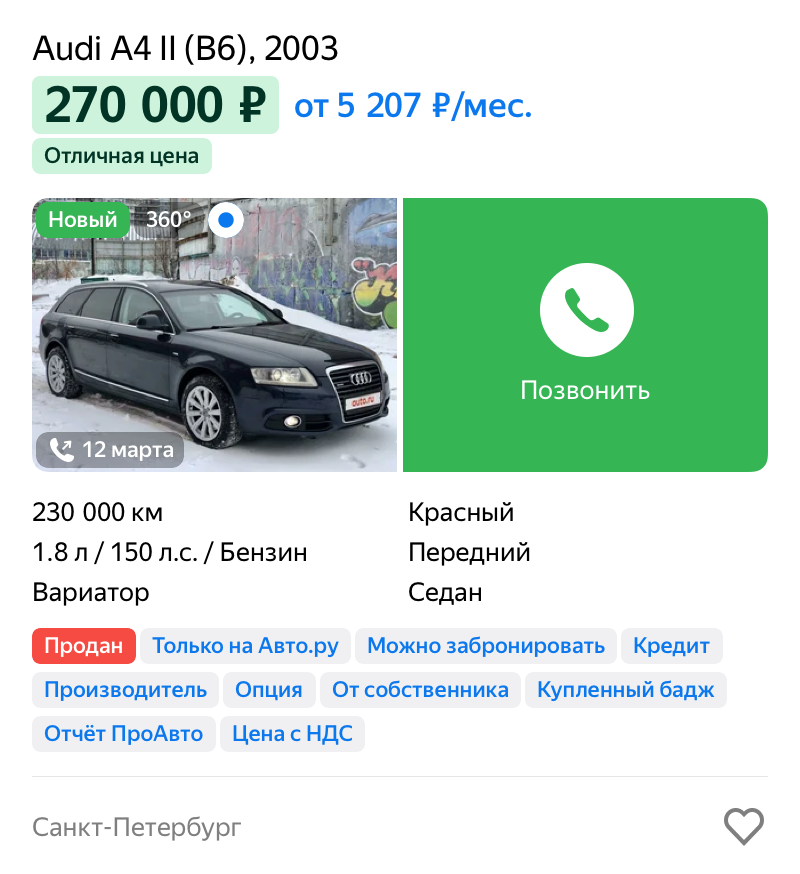 Audi A4 II (B6), 2003
270 000 ₽ от 5 207 ₽/мес.
Отличная цена
Новый 360°
auto.ru
12 марта
Позвонить
230 000 км
Красный
1.8 л / 150 л.с. / Бензин
Передний
Вариатор
Седан
Продан Только на Авто.ру Можно забронировать Кредит
Производитель Опция От собственника Купленный бадж
Отчёт ПроАвто Цена с НДС
Санкт-Петербург